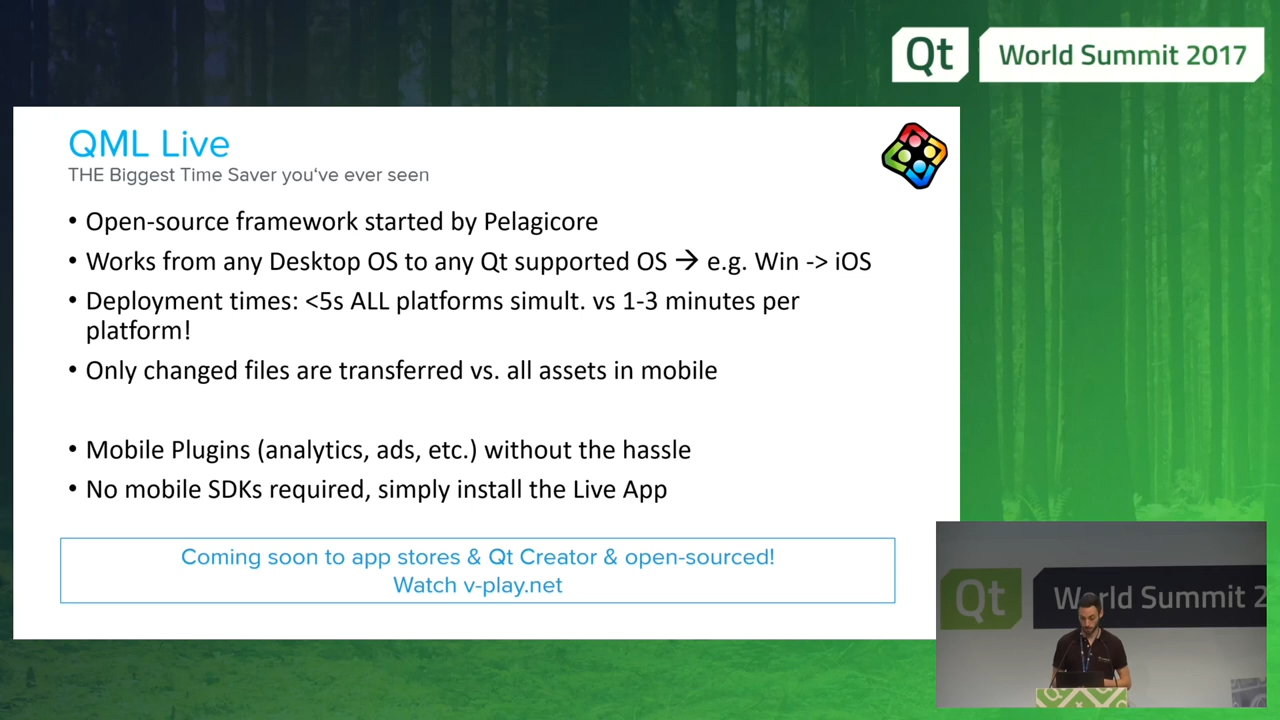 Qt World Summit 2017
QML Live
THE Biggest Time Saver you've ever seen
• Open-source framework started by Pelagicore
• Works from any Desktop OS to any Qt supported OS → e.g. Win -> iOS
• Deployment times: <5s ALL platforms simult. vs 1-3 minutes per
platform!
• Only changed files are transferred vs. all assets in mobile
• Mobile Plugins (analytics, ads, etc.) without the hassle
• No mobile SDKs required, simply install the Live App
Coming soon to app stores & Qt Creator & open-sourced!
Watch v-play.net
Qt World Summit 2